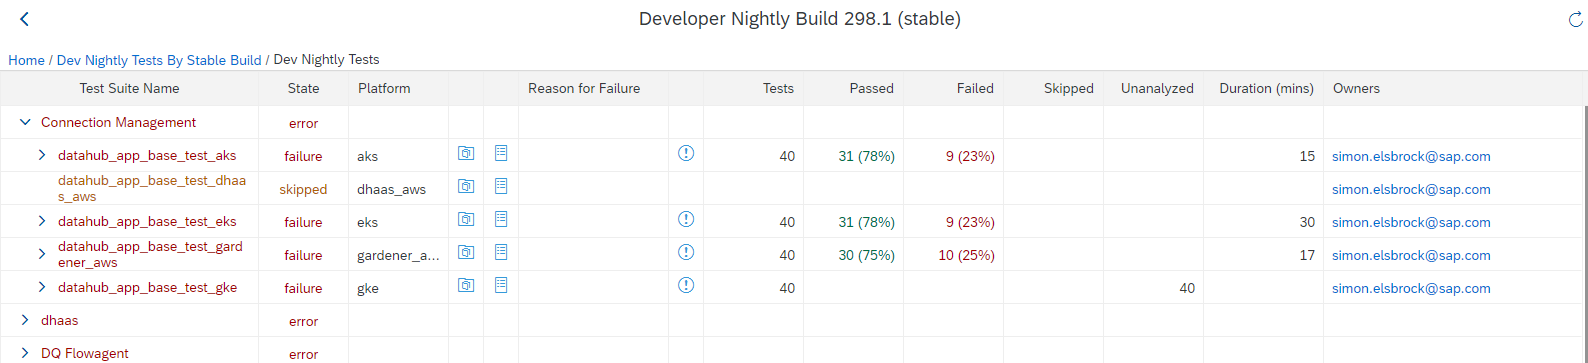 Developer Nightly Build 298.1 (stable)
Home / Dev Nightly Tests By Stable Build / Dev Nightly Tests
Test Suite Name State Platform Reason for Failure Tests Passed Failed Skipped Unanalyzed Duration (mins) Owners
Connection Management error
datahub_app_base_test_aks failure aks 40 31 (78%) 9 (23%) 15 simon.elsbrock@sap.com
datahub_app_base_test_dhaa
s_aws skipped dhaas_aws simon.elsbrock@sap.com
datahub_app_base_test_eks failure eks 40 31 (78%) 9 (23%) 30 simon.elsbrock@sap.com
datahub_app_base_test_gard
ener_aws failure gardener_a... 40 30 (75%) 10 (25%) 17 simon.elsbrock@sap.com
datahub_app_base_test_gke failure gke 40 40 simon.elsbrock@sap.com
dhaas error
DQ Flowagent error